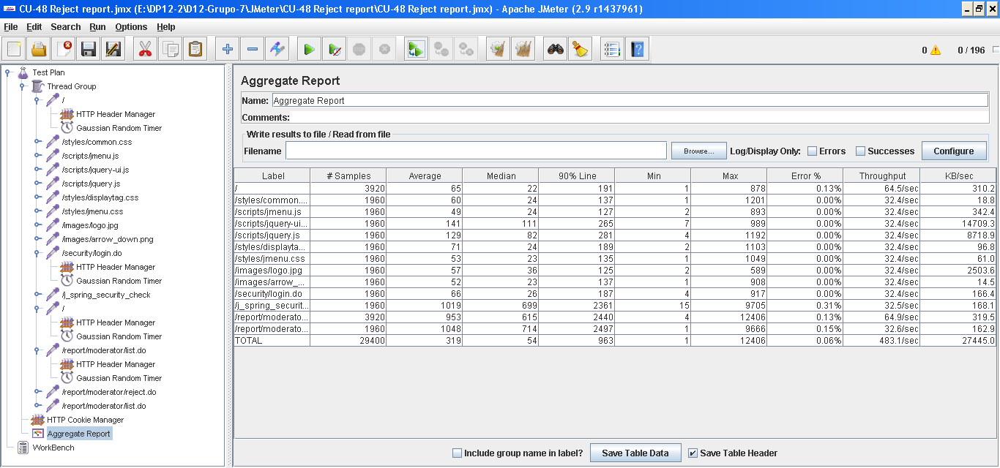 CU-48 Reject report.jmx (E:\DP12-2\D12-Grupo-7\JMeter\CU-48 Reject report\CU-48 Reject report.jmx) - Apache JMeter (2.9 r1437961)
File Edit Search Run Options Help
0 0 / 196
Test Plan
Thread Group
/
HTTP Header Manager
Gaussian Random Timer
/styles/common.css
/scripts/jmenu.js
/scripts/jquery-ui.js
/scripts/jquery.js
/styles/displaytag.css
/styles/jmenu.css
/images/logo.jpg
/images/arrow_down.png
/security/login.do
HTTP Header Manager
Gaussian Random Timer
/j_spring_security_check
/
HTTP Header Manager
Gaussian Random Timer
/report/moderator/list.do
HTTP Header Manager
Gaussian Random Timer
/report/moderator/reject.do
/report/moderator/list.do
HTTP Cookie Manager
Aggregate Report
WorkBench
Aggregate Report
Name: Aggregate Report
Comments:
Write results to file / Read from file
Filename Browse... Log/Display Only: Errors Successes Configure
Label # Samples Average Median 90% Line Min Max Error % Throughput KB/sec
/ 3920 65 22 191 1 878 0.13% 64.5/sec 310.2
/styles/common.... 1960 60 24 137 1 1201 0.00% 32.4/sec 18.8
/scripts/jmenu.js 1960 49 24 127 2 893 0.00% 32.4/sec 342.4
/scripts/jquery-ui... 1960 141 111 265 7 989 0.00% 32.4/sec 14709.3
/scripts/jquery.js 1960 129 82 281 4 1192 0.00% 32.4/sec 8718.9
/styles/displayta... 1960 71 24 189 2 1103 0.00% 32.4/sec 96.8
/styles/jmenu.css 1960 53 23 135 1 1049 0.00% 32.4/sec 61.0
/images/logo.jpg 1960 57 36 125 2 589 0.00% 32.4/sec 2503.6
/images/arrow_... 1960 52 23 137 1 908 0.00% 32.4/sec 14.5
/security/login.do 1960 66 26 187 4 917 0.00% 32.4/sec 166.4
/j_spring_securit... 1960 1019 699 2361 15 9705 0.31% 32.5/sec 168.1
/report/moderato... 3920 953 615 2440 4 12406 0.13% 64.9/sec 319.5
/report/moderato... 1960 1048 714 2497 1 9666 0.15% 32.6/sec 162.9
TOTAL 29400 319 54 963 1 12406 0.06% 483.1/sec 27445.0
Include group name in label? Save Table Data Save Table Header